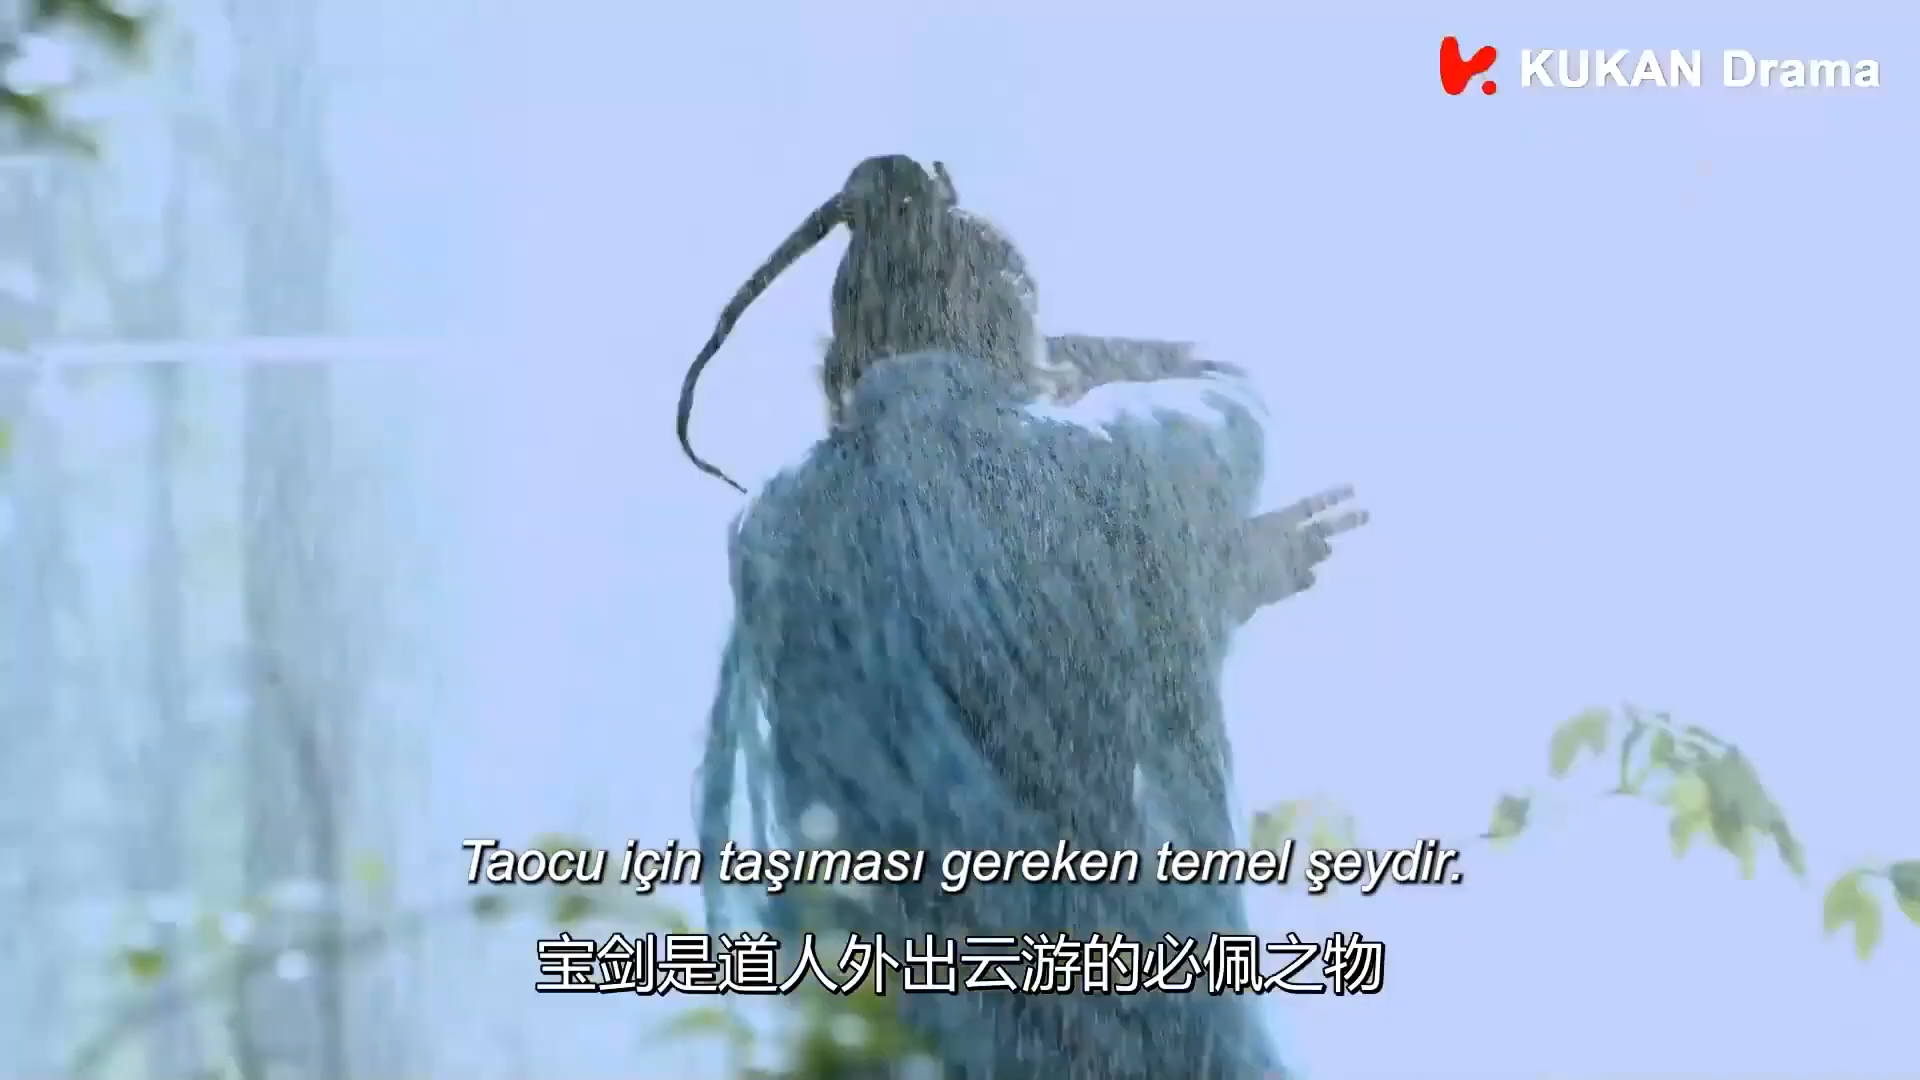 KUKAN Drama
Taocu için taşıması gereken temel şeydir.
宝剑是道人外出云游的必佩之物